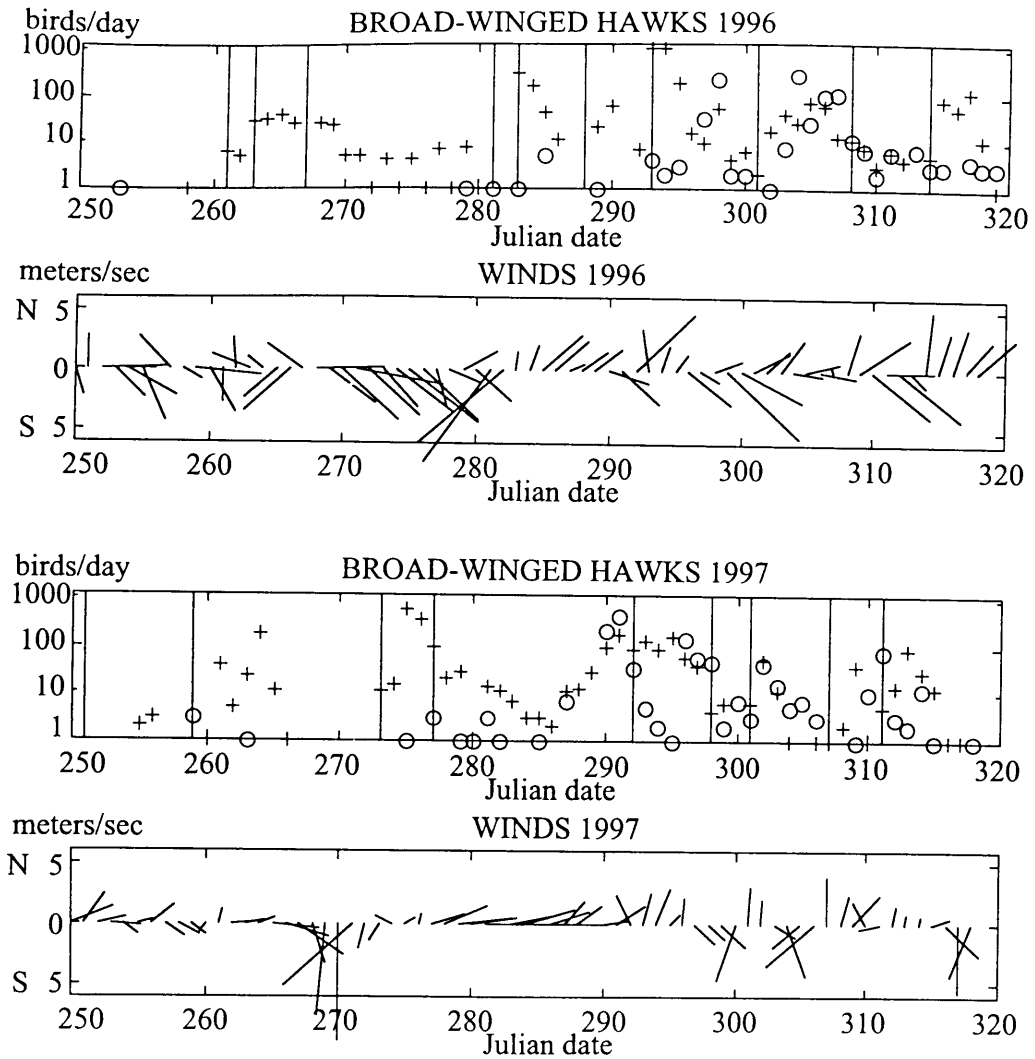 birds/day BROAD-WINGED HAWKS 1996
1000
100
10
1
250 260 270 280 290 300 310 320
Julian date
meters/sec WINDS 1996
N 5
0
S 5
250 260 270 280 290 300 310 320
Julian date
birds/day BROAD-WINGED HAWKS 1997
1000
100
10
1
250 260 270 280 290 300 310 320
Julian date
meters/sec WINDS 1997
N 5
0
S 5
250 260 270 280 290 300 310 320
Julian date